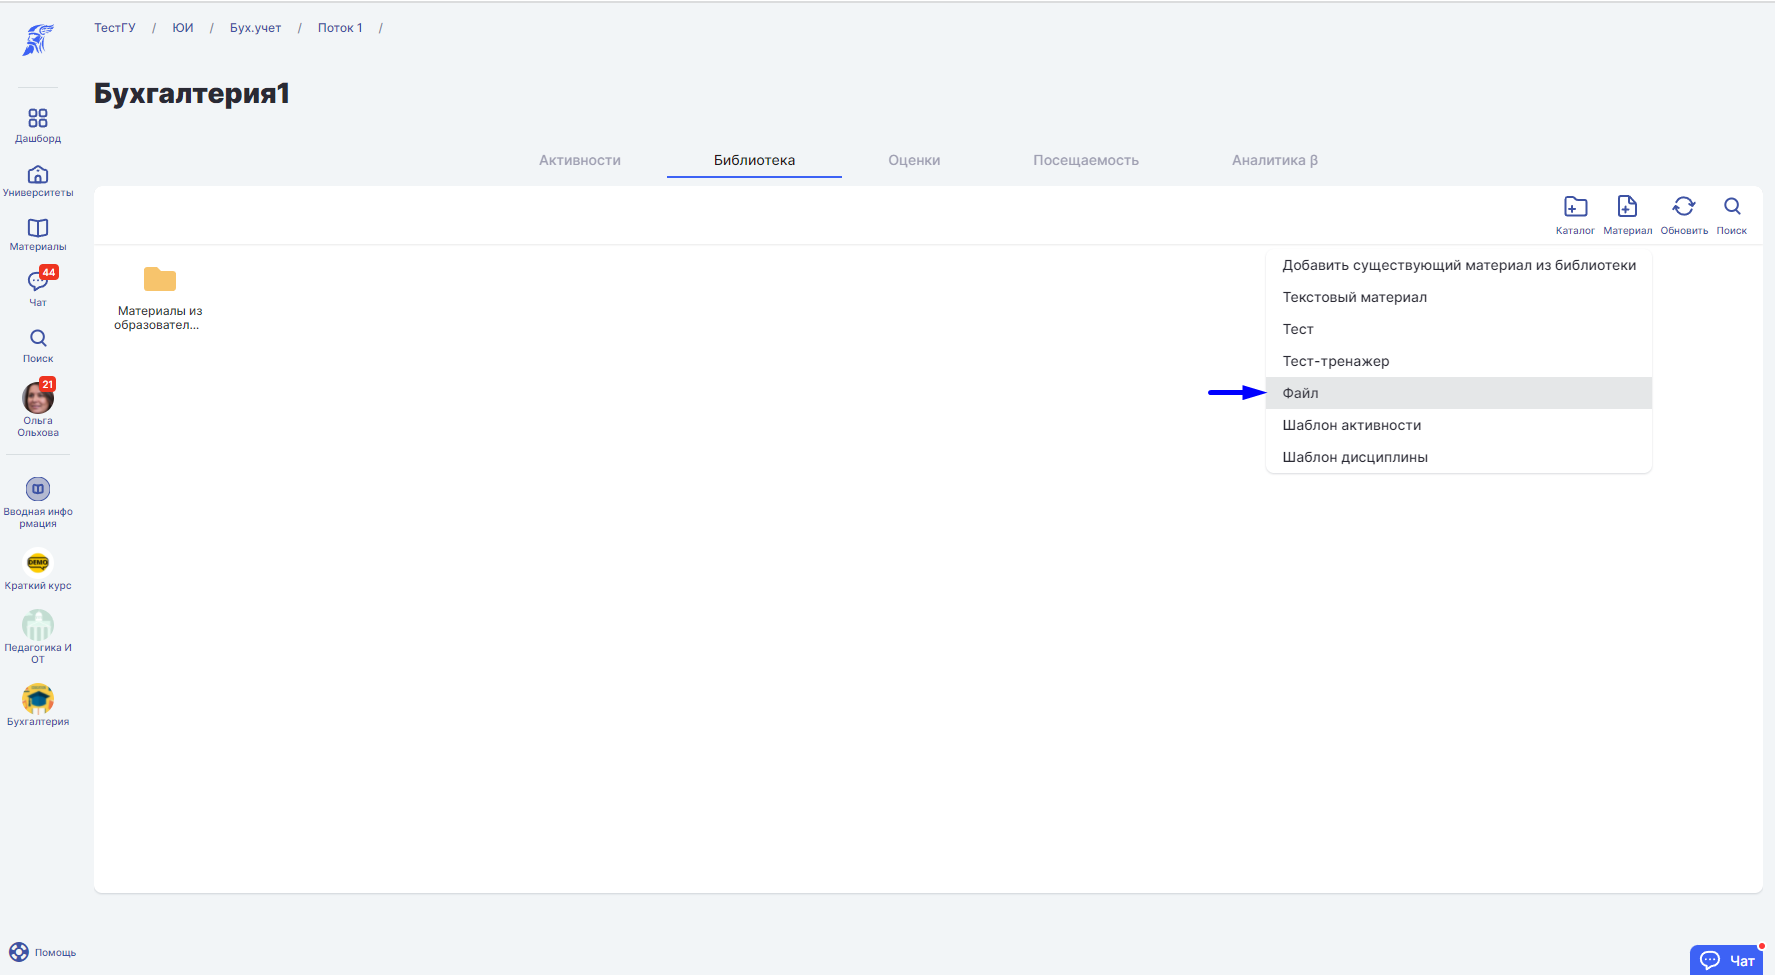 ТестГУ / ЮИ / Бух.учет / Поток 1 /
Бухгалтерия1
Дашборд
Университеты
Материалы
44
Чат
Поиск
21
Ольга
Ольхова
Вводная инфо
рмация
DEMO
Краткий курс
Педагогика И
ОТ
Бухгалтерия
Помощь
Активности Библиотека Оценки Посещаемость Аналитика β
Каталог Материал Обновить Поиск
Материалы из
образовател...
Добавить существующий материал из библиотеки
Текстовый материал
Тест
Тест-тренажер
Файл
Шаблон активности
Шаблон дисциплины
Чат